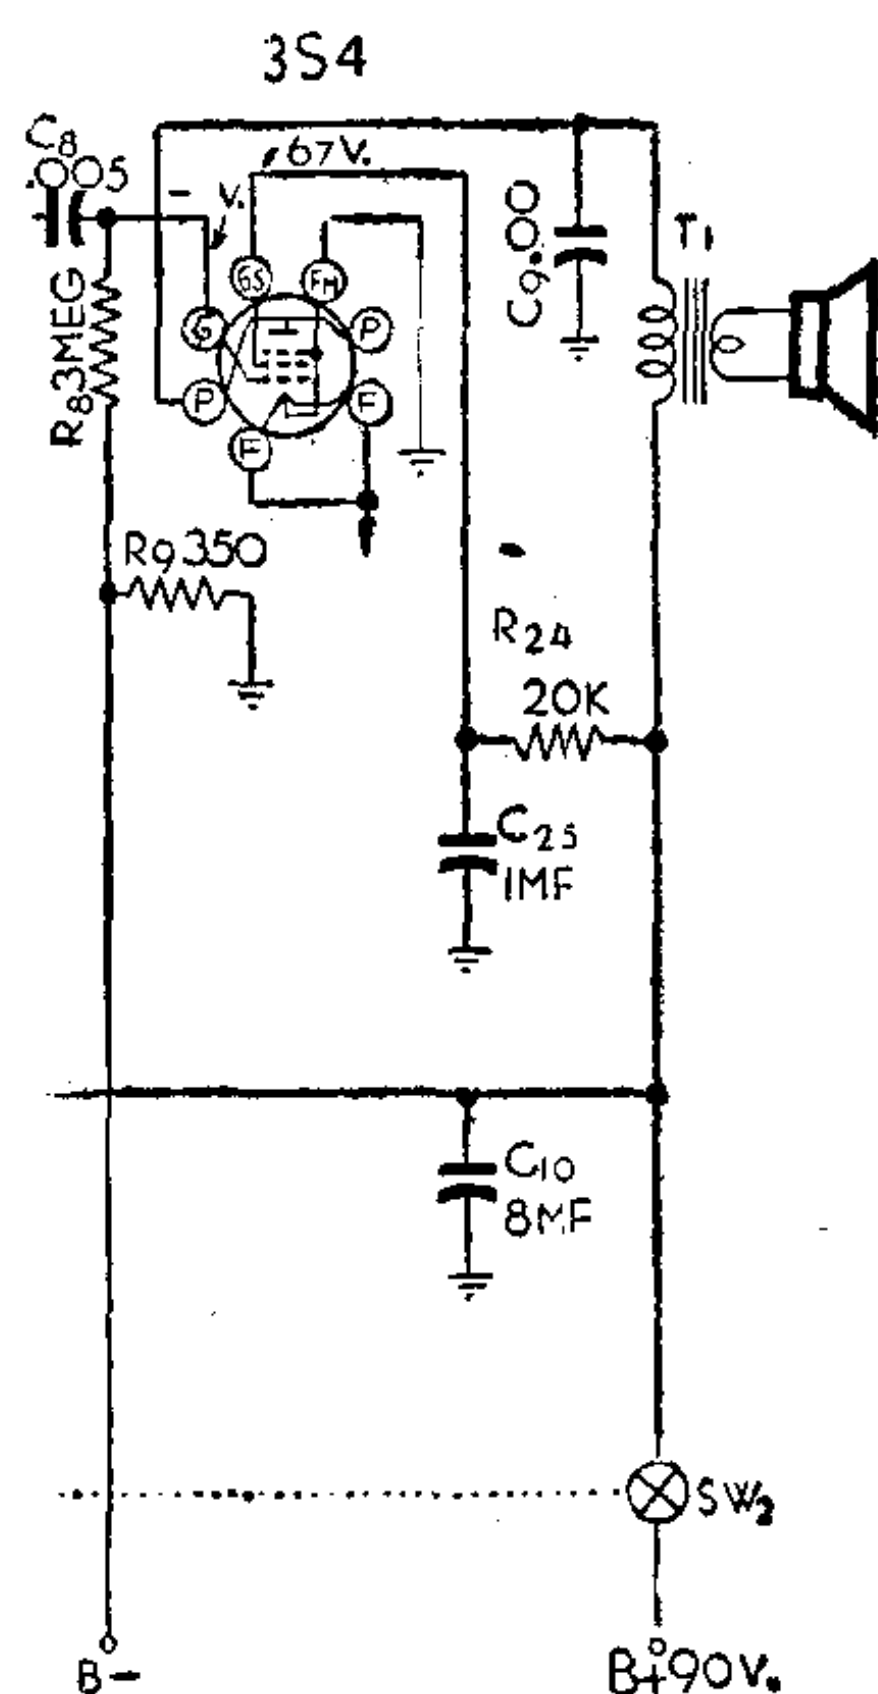 3S4
C8
.005
67V.
- V.
GS
FM
G
P
P
F
F
R8 3MEG
C9.00
T1
R9 350
R24
20K
C25
1MF
C10
8MF
SW2
B-
B+90V.